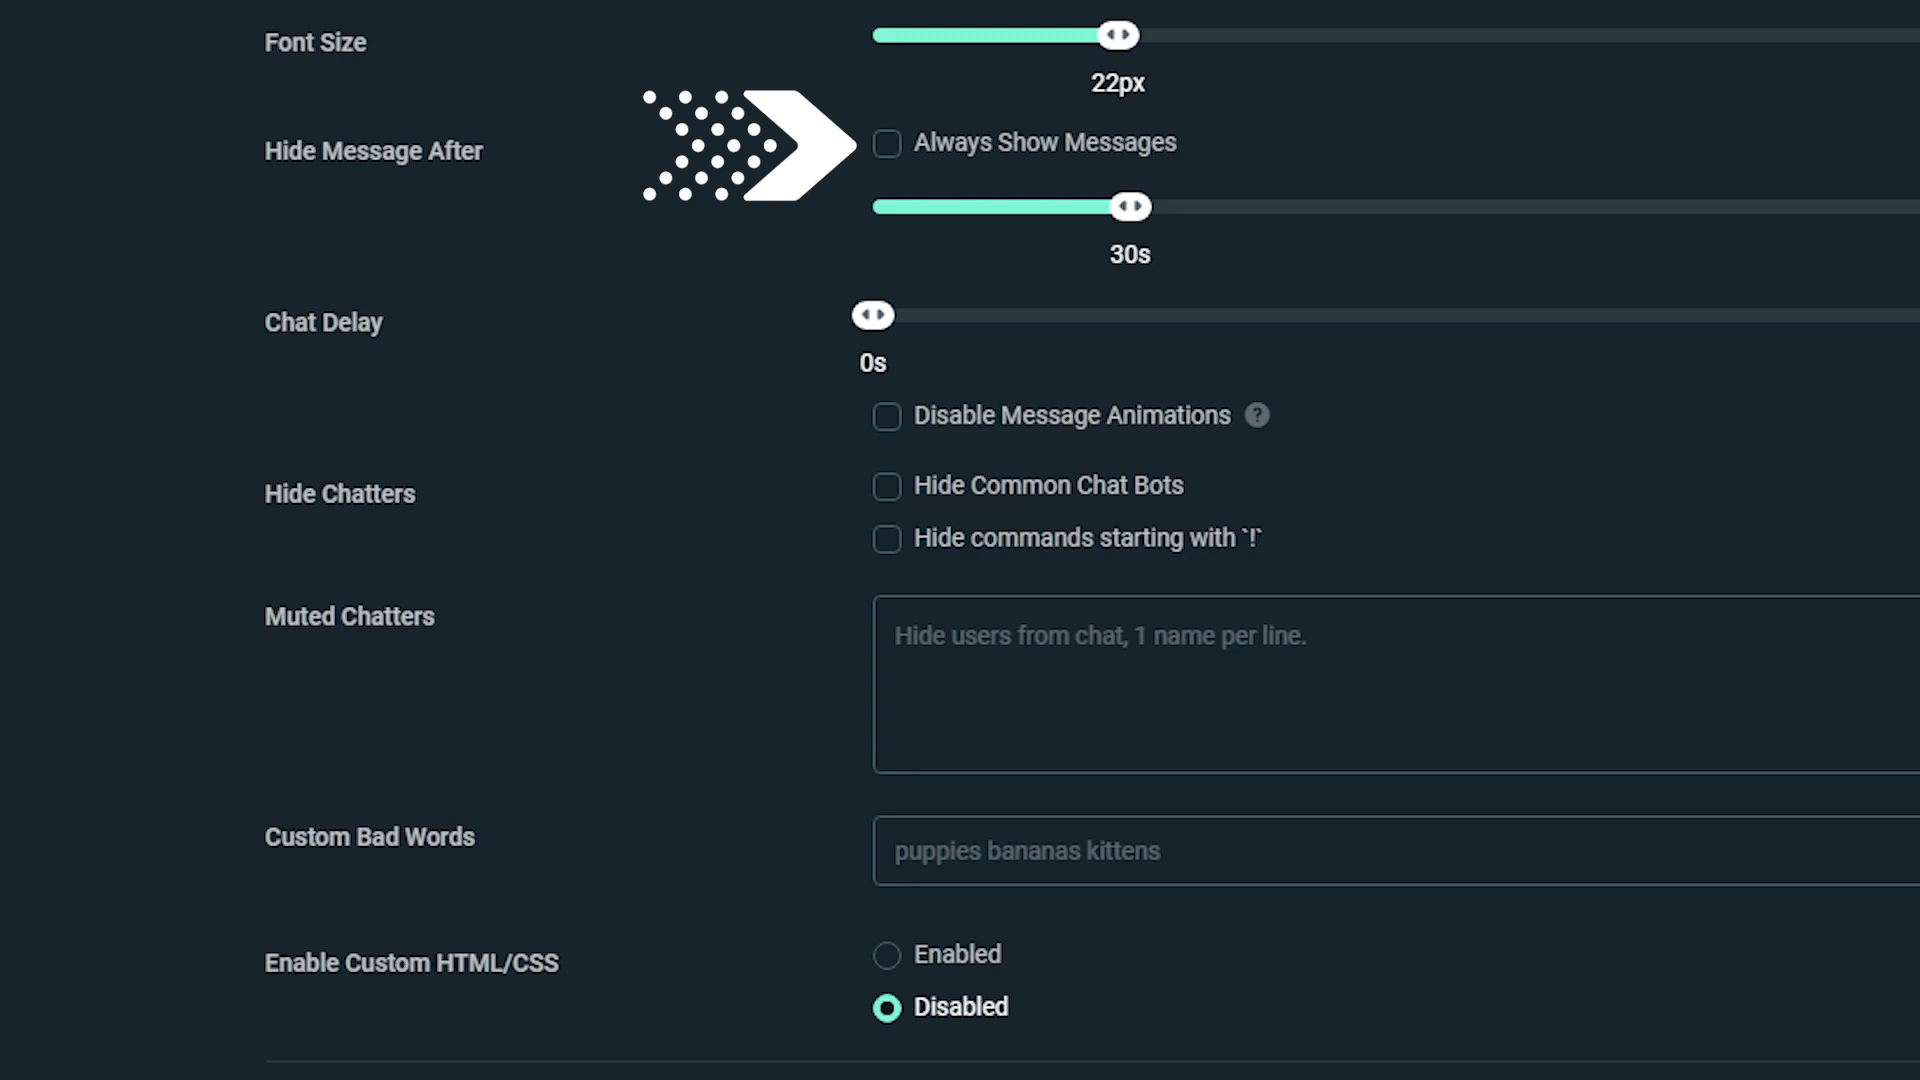 Font Size
22px
Hide Message After
Always Show Messages
30s
Chat Delay
0s
Disable Message Animations ?
Hide Chatters
Hide Common Chat Bots
Hide commands starting with `!`
Muted Chatters
Hide users from chat, 1 name per line.
Custom Bad Words
puppies bananas kittens
Enable Custom HTML/CSS
Enabled
Disabled